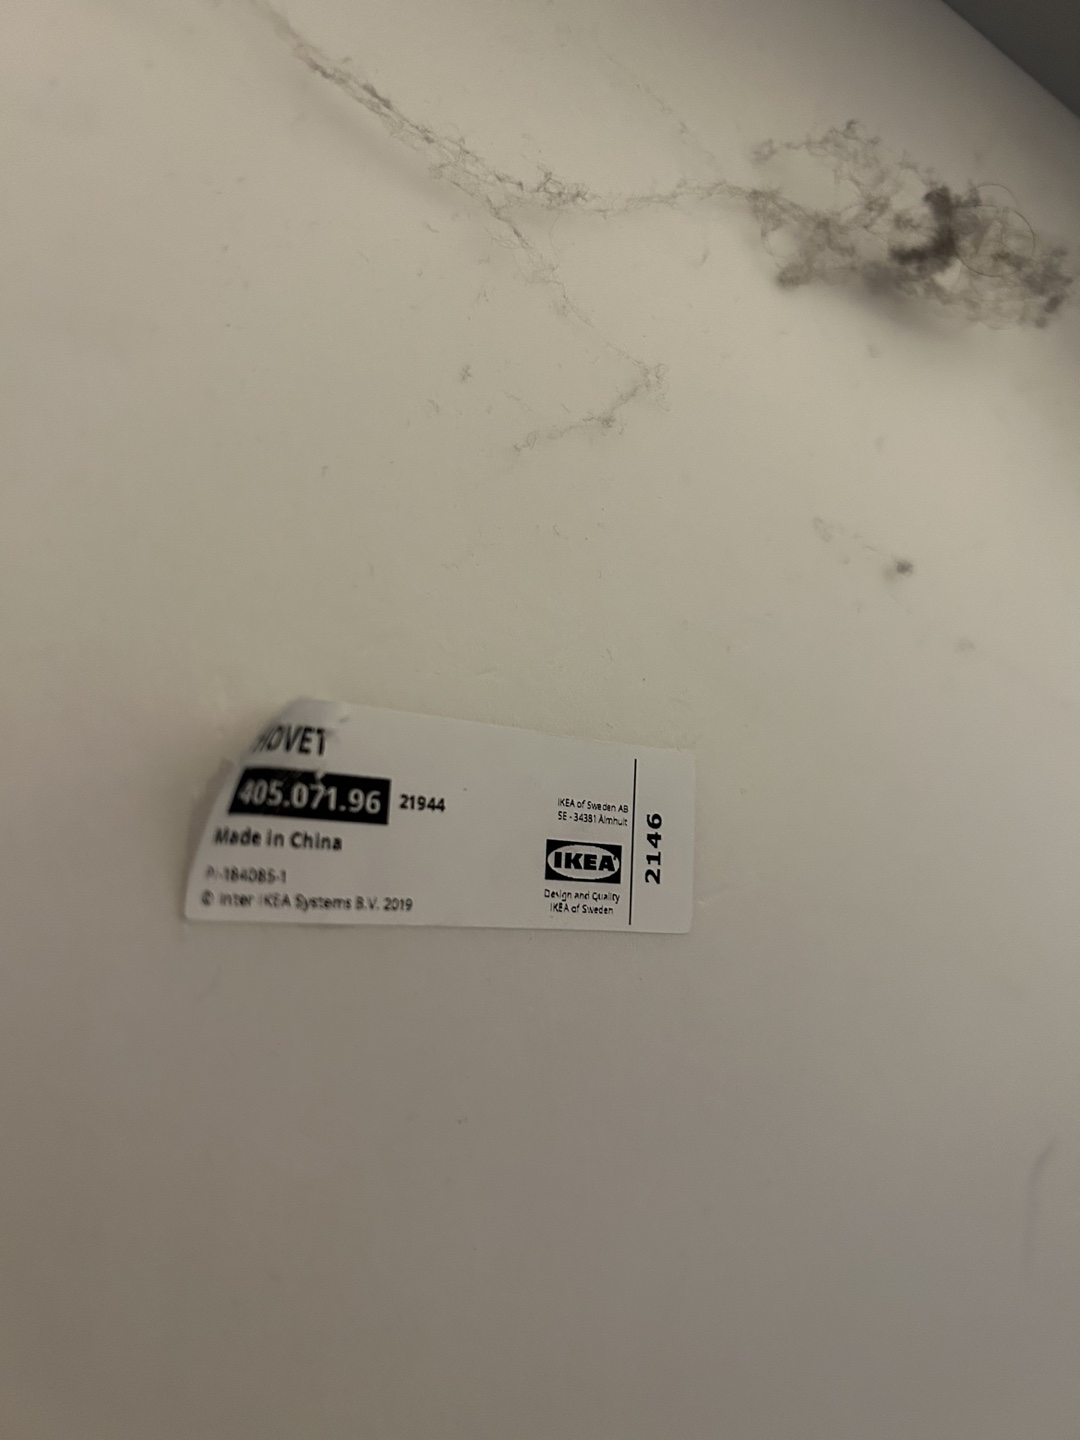 HOVET
405.071.96 21944
Made in China
PI-184085-1
© Inter IKEA Systems B.V. 2019
IKEA of Sweden AB
SE - 34381 Älmhult
IKEA
Design and Quality
IKEA of Sweden
2146